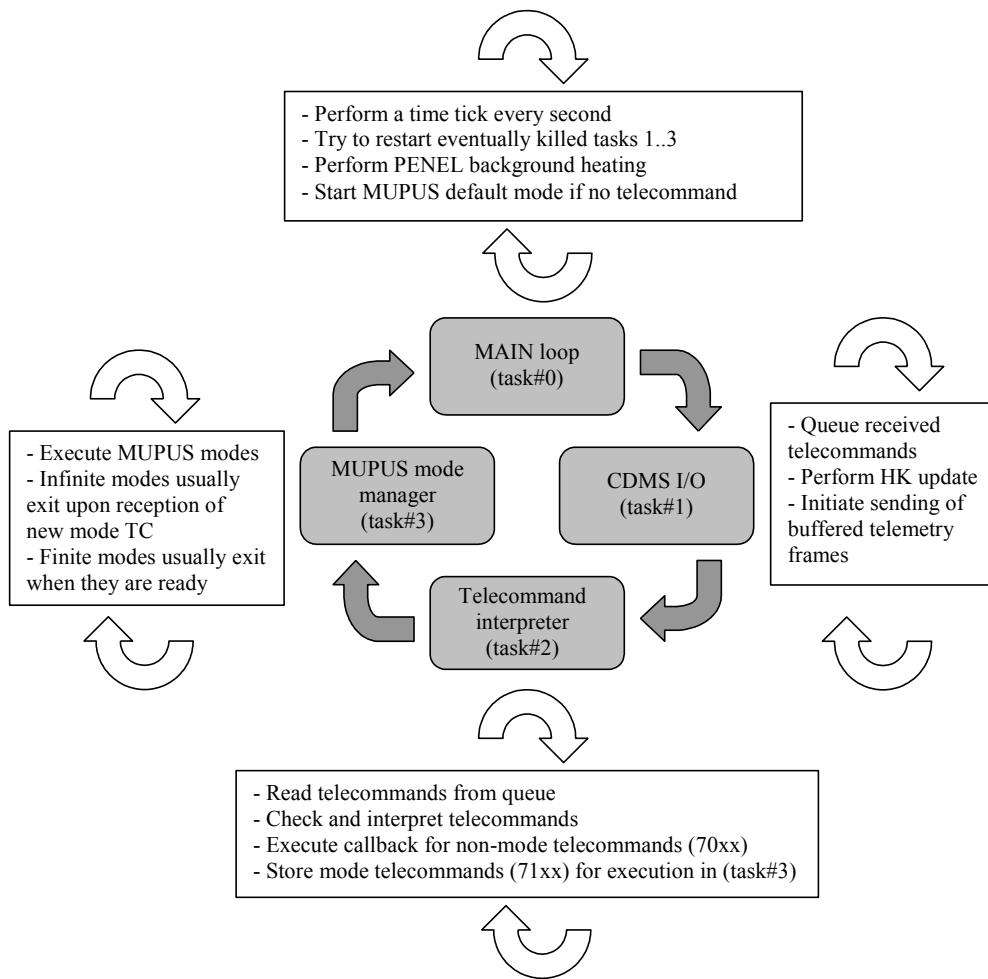 - Perform a time tick every second
- Try to restart eventually killed tasks 1..3
- Perform PENEL background heating
- Start MUPUS default mode if no telecommand
MAIN loop
(task#0)
- Execute MUPUS modes
- Infinite modes usually
exit upon reception of
new mode TC
- Finite modes usually exit
when they are ready
MUPUS mode
manager
(task#3)
CDMS I/O
(task#1)
- Queue received
telecommands
- Perform HK update
- Initiate sending of
buffered telemetry
frames
Telecommand
interpreter
(task#2)
- Read telecommands from queue
- Check and interpret telecommands
- Execute callback for non-mode telecommands (70xx)
- Store mode telecommands (71xx) for execution in (task#3)